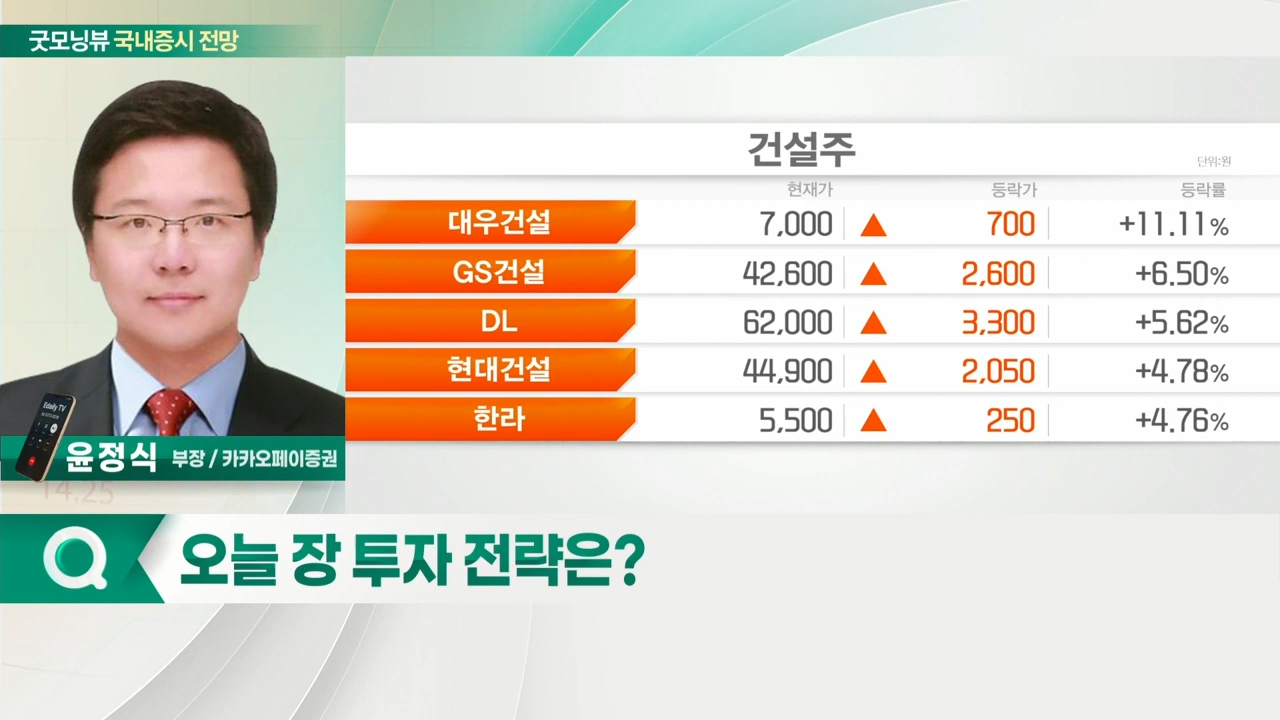 굿모닝뷰 국내증시 전망
건설주
단위:원
현재가 등락가 등락률
대우건설 7,000 ▲ 700 +11.11%
GS건설 42,600 ▲ 2,600 +6.50%
DL 62,000 ▲ 3,300 +5.62%
현대건설 44,900 ▲ 2,050 +4.78%
한라 5,500 ▲ 250 +4.76%
Edaily TV
윤정식 부장 / 카카오페이증권
14.25
Q 오늘 장 투자 전략은?